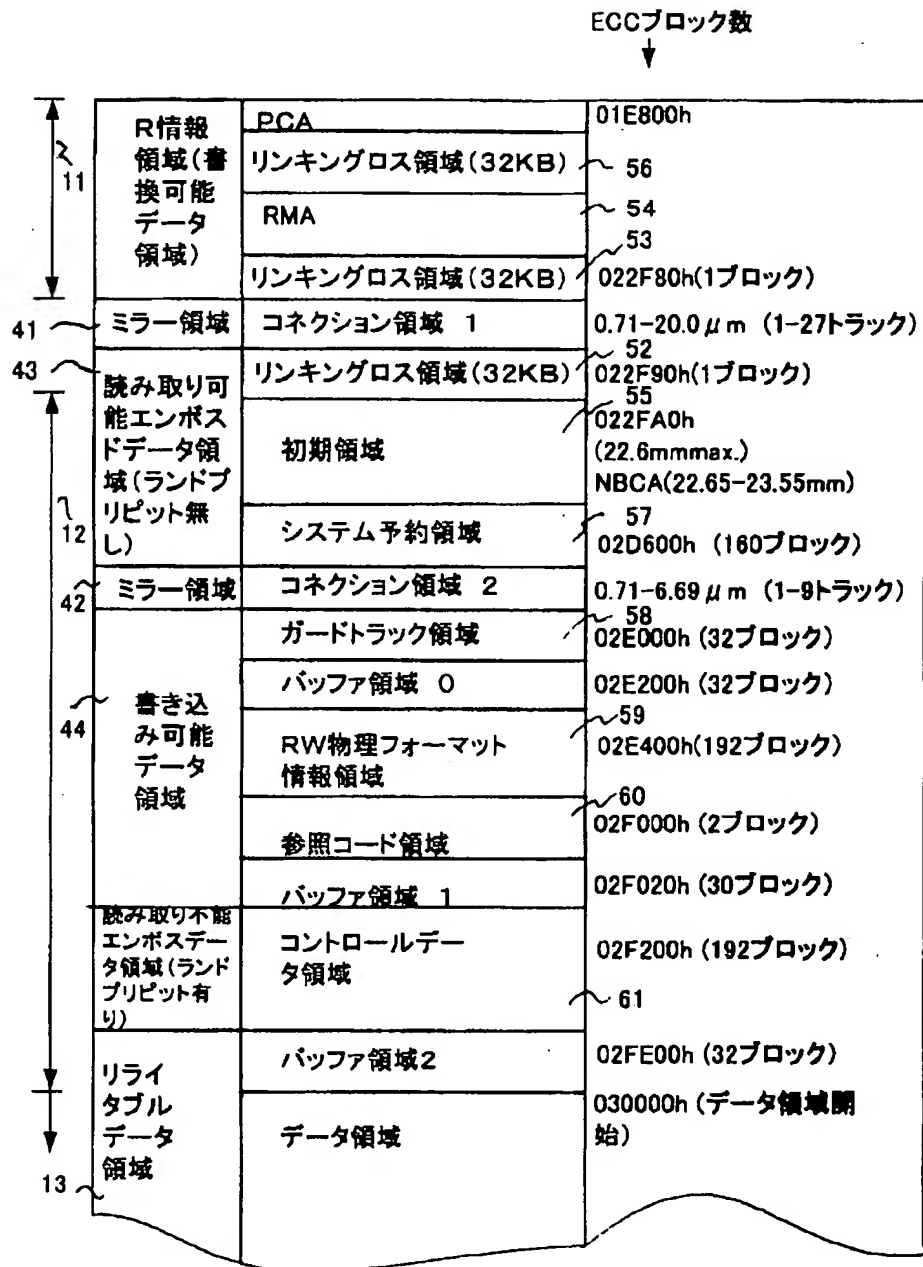 ECCブロック数
R情報
領域(書
換可能
データ
領域)
11
PCA
01E800h
リンキングロス領域(32KB)
56
RMA
54
53
リンキングロス領域(32KB)
022F80h(1ブロック)
41
ミラー領域
コネクション領域 1
0.71-20.0μm (1-27トラック)
43
読み取り可
能エンボス
ドデータ領
域(ランドプ
リピット無
し)
12
リンキングロス領域(32KB)
52
022F90h(1ブロック)
初期領域
55
022FA0h
(22.6mmmax.)
NBCA(22.65-23.55mm)
システム予約領域
57
02D600h (160ブロック)
42
ミラー領域
コネクション領域 2
0.71-6.69μm (1-9トラック)
44
書き込
み可能
データ
領域
ガードトラック領域
58
02E000h (32ブロック)
バッファ領域 0
02E200h (32ブロック)
RW物理フォーマット
情報領域
59
02E400h(192ブロック)
参照コード領域
60
02F000h (2ブロック)
バッファ領域 1
02F020h (30ブロック)
読み取り不能
エンボスデー
タ領域(ランド
プリピット有
り)
コントロールデー
タ領域
02F200h (192ブロック)
61
リライ
タブル
データ
領域
バッファ領域2
02FE00h (32ブロック)
データ領域
030000h (データ領域開
始)
13